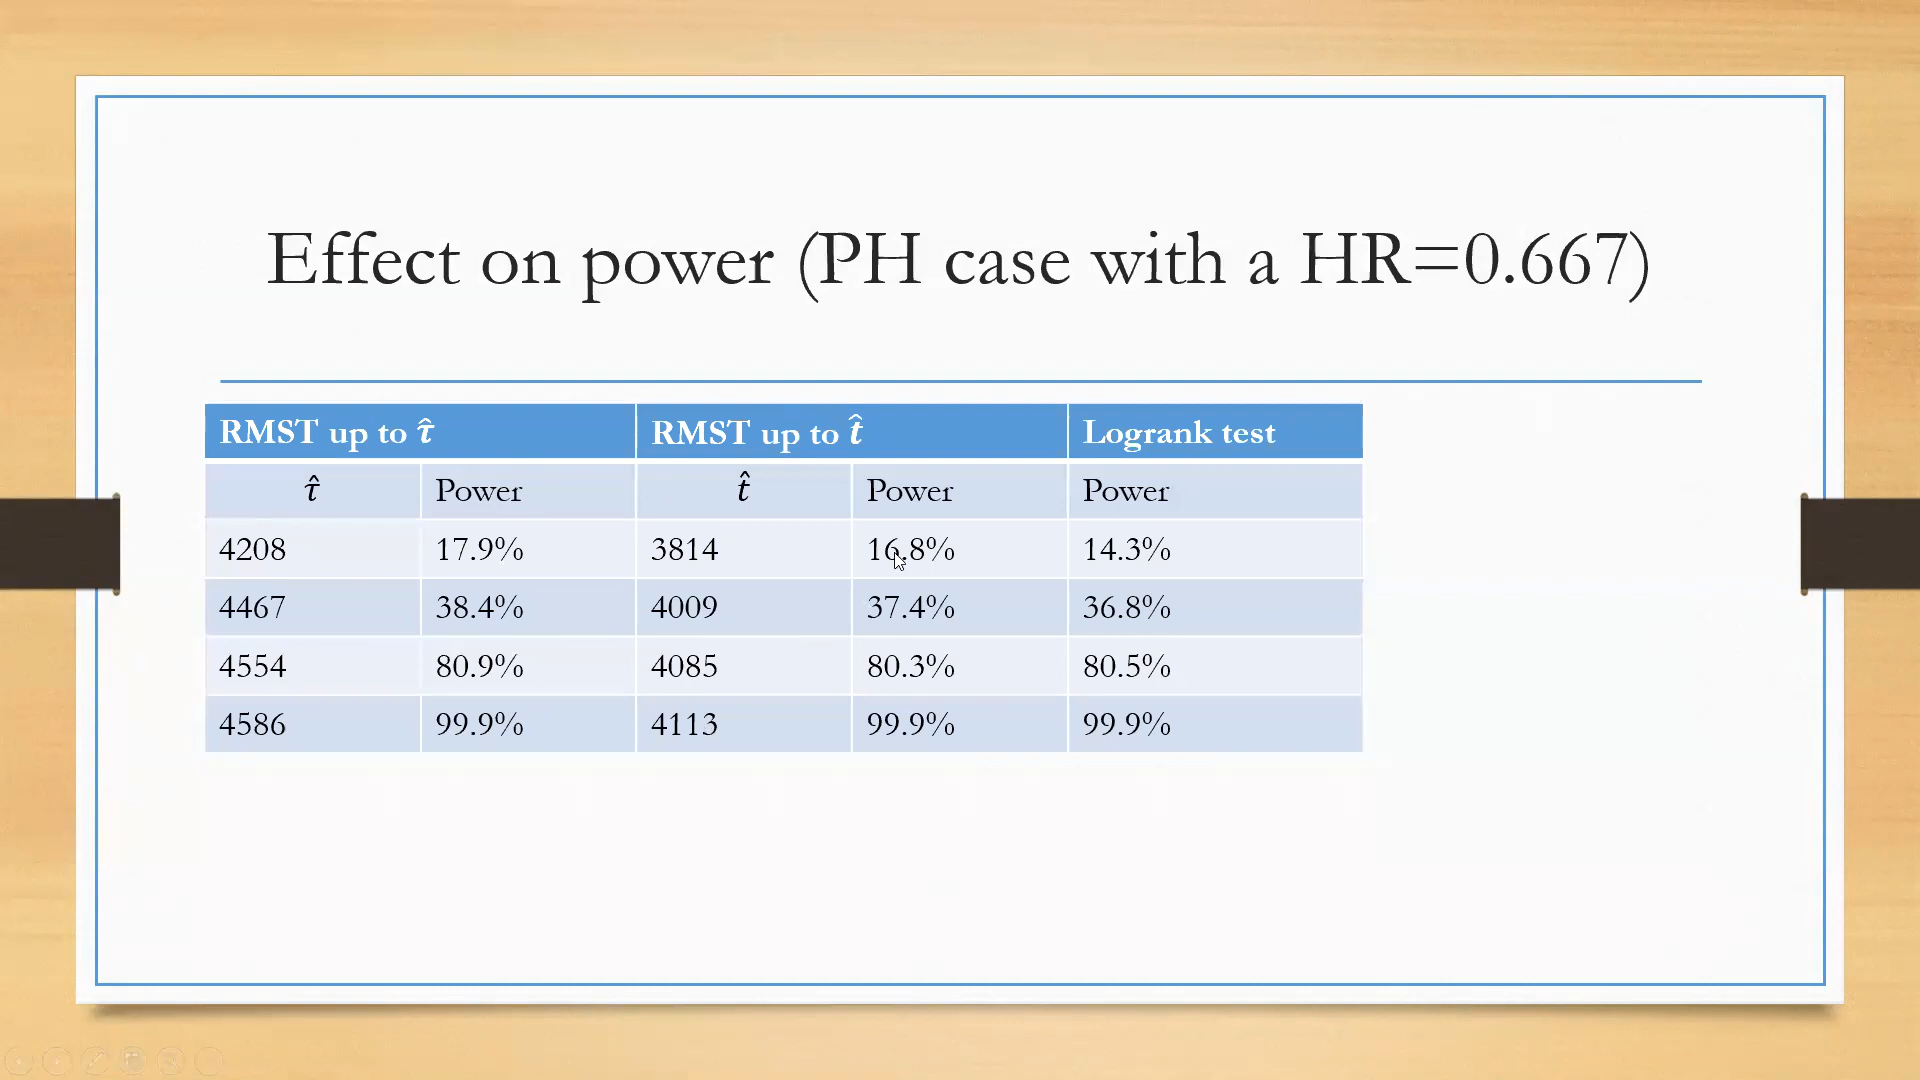 Effect on power (PH case with a HR=0.667)
RMST up to τ̂ RMST up to t̂ Logrank test
τ̂ Power t̂ Power Power
4208 17.9% 3814 16.8% 14.3%
4467 38.4% 4009 37.4% 36.8%
4554 80.9% 4085 80.3% 80.5%
4586 99.9% 4113 99.9% 99.9%